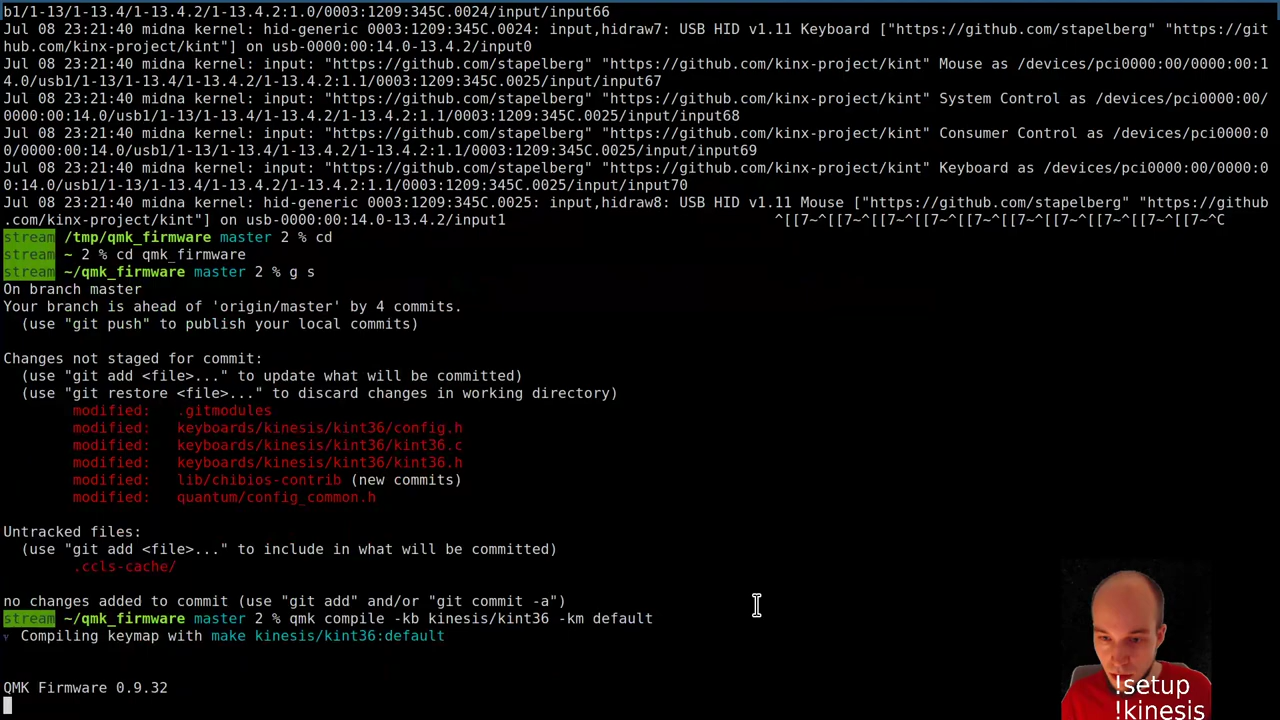 b1/1-13/1-13.4/1-13.4.2/1-13.4.2:1.0/0003:1209:345C.0024/input/input66
Jul 08 23:21:40 midna kernel: hid-generic 0003:1209:345C.0024: input,hidraw7: USB HID v1.11 Keyboard ["https://github.com/stapelberg" "https://git
hub.com/kinx-project/kint"] on usb-0000:00:14.0-13.4.2/input0
Jul 08 23:21:40 midna kernel: input: "https://github.com/stapelberg" "https://github.com/kinx-project/kint" Mouse as /devices/pci0000:00/0000:00:1
4.0/usb1/1-13/1-13.4/1-13.4.2/1-13.4.2:1.1/0003:1209:345C.0025/input/input67
Jul 08 23:21:40 midna kernel: input: "https://github.com/stapelberg" "https://github.com/kinx-project/kint" System Control as /devices/pci0000:00/
0000:00:14.0/usb1/1-13/1-13.4/1-13.4.2/1-13.4.2:1.1/0003:1209:345C.0025/input/input68
Jul 08 23:21:40 midna kernel: input: "https://github.com/stapelberg" "https://github.com/kinx-project/kint" Consumer Control as /devices/pci0000:0
0/0000:00:14.0/usb1/1-13/1-13.4/1-13.4.2/1-13.4.2:1.1/0003:1209:345C.0025/input/input69
Jul 08 23:21:40 midna kernel: input: "https://github.com/stapelberg" "https://github.com/kinx-project/kint" Keyboard as /devices/pci0000:00/0000:0
0:14.0/usb1/1-13/1-13.4/1-13.4.2/1-13.4.2:1.1/0003:1209:345C.0025/input/input70
Jul 08 23:21:40 midna kernel: hid-generic 0003:1209:345C.0025: input,hidraw8: USB HID v1.11 Mouse ["https://github.com/stapelberg" "https://github
.com/kinx-project/kint"] on usb-0000:00:14.0-13.4.2/input1 ^[[7~^[[7~^[[7~^[[7~^[[7~^[[7~^[[7~^[[7~^[[7~^[[7~^C
stream /tmp/qmk_firmware master 2 % cd
stream ~ 2 % cd qmk_firmware
stream ~/qmk_firmware master 2 % g s
On branch master
Your branch is ahead of 'origin/master' by 4 commits.
(use "git push" to publish your local commits)
Changes not staged for commit:
(use "git add <file>..." to update what will be committed)
(use "git restore <file>..." to discard changes in working directory)
modified: .gitmodules
modified: keyboards/kinesis/kint36/config.h
modified: keyboards/kinesis/kint36/kint36.c
modified: keyboards/kinesis/kint36/kint36.h
modified: lib/chibios-contrib (new commits)
modified: quantum/config_common.h
Untracked files:
(use "git add <file>..." to include in what will be committed)
.ccls-cache/
no changes added to commit (use "git add" and/or "git commit -a")
stream ~/qmk_firmware master 2 % qmk compile -kb kinesis/kint36 -km default
Compiling keymap with make kinesis/kint36:default
QMK Firmware 0.9.32
!setup
!kinesis